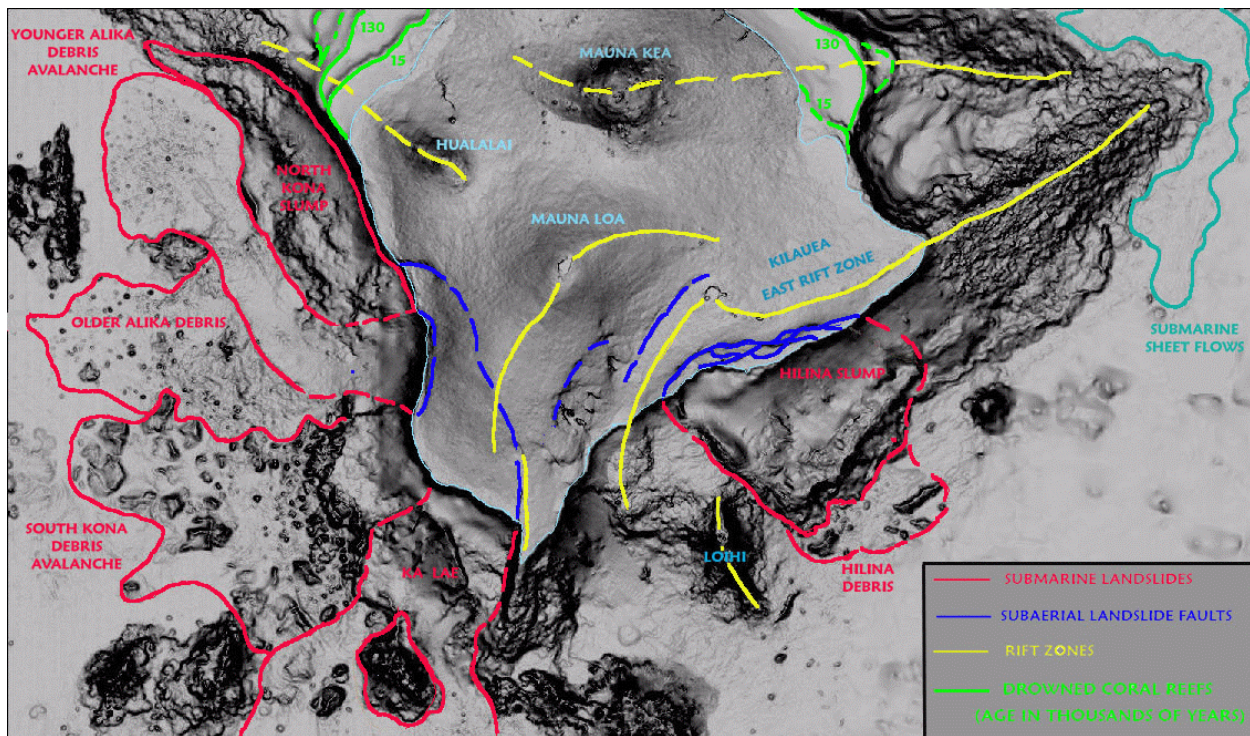 YOUNGER ALIKA
DEBRIS
AVALANCHE
130
15
MAUNA KEA
130
15
HUALALAI
NORTH
KONA
SLUMP
MAUNA LOA
KILAUEA
EAST RIFT ZONE
OLDER ALIKA DEBRIS
SUBMARINE
SHEET FLOWS
HILINA SLUMP
SOUTH KONA
DEBRIS
AVALANCHE
KA LAE
LOIHI
HILINA
DEBRIS
SUBMARINE LANDSLIDES
SUBAERIAL LANDSLIDE FAULTS
RIFT ZONES
DROWNED CORAL REEFS
(AGE IN THOUSANDS OF YEARS)